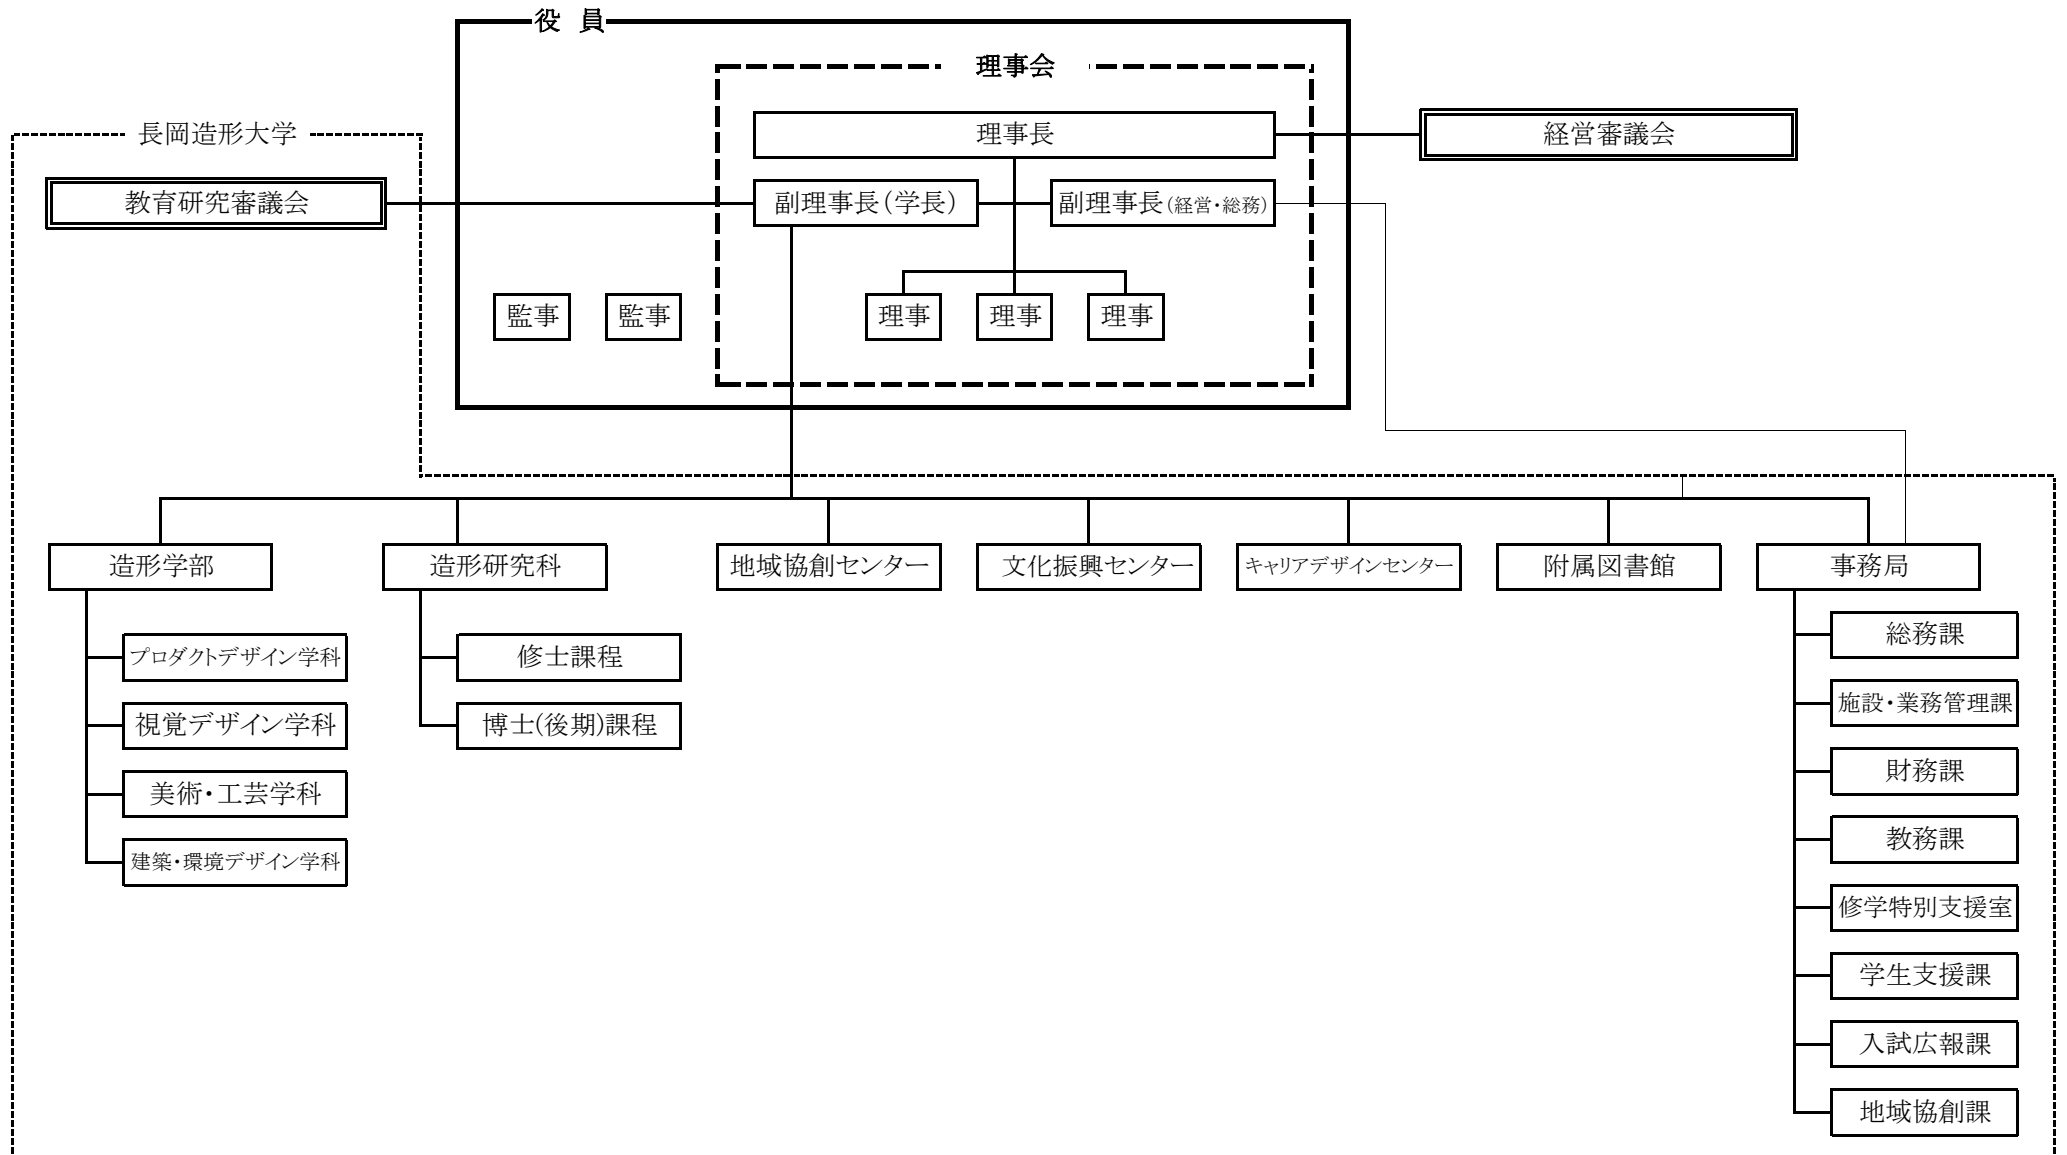 役 員
理事会
長岡造形大学
理事長
経営審議会
教育研究審議会
副理事長（学長）
副理事長（経営・総務）
監事
監事
理事
理事
理事
造形学部
造形研究科
地域協創センター
文化振興センター
キャリアデザインセンター
附属図書館
事務局
プロダクトデザイン学科
視覚デザイン学科
美術・工芸学科
建築・環境デザイン学科
修士課程
博士(後期)課程
総務課
施設・業務管理課
財務課
教務課
修学特別支援室
学生支援課
入試広報課
地域協創課